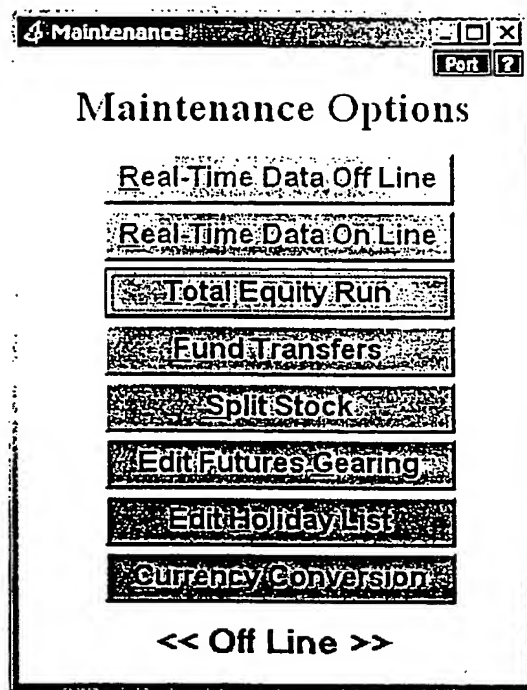 Maintenance
Port ?
Maintenance Options
Real-Time Data Off Line
Real-Time Data On Line
Total Equity Run
Fund Transfers
Split Stock
Edit Futures Gearing
Edit Holiday List
Currency Conversion
<< Off Line >>